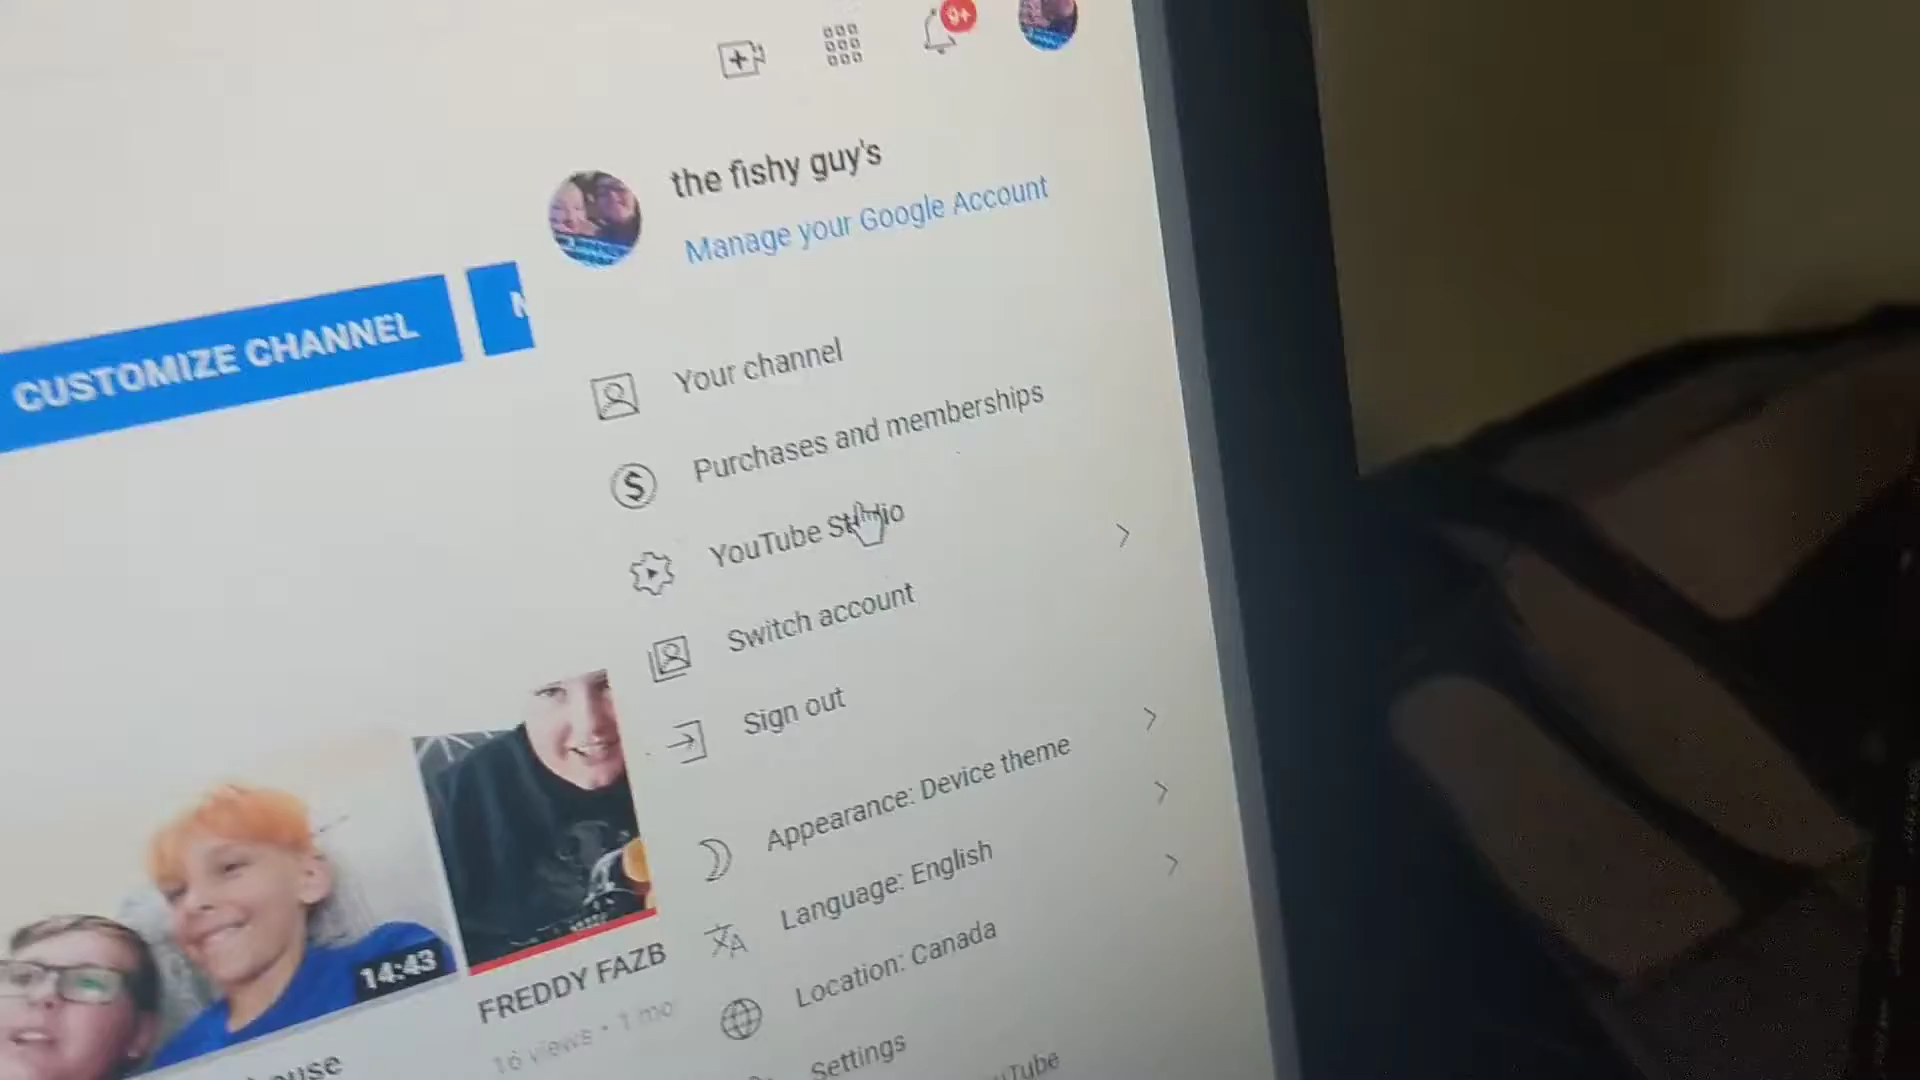 9+
the fishy guy's
Manage your Google Account
CUSTOMIZE CHANNEL
Your channel
Purchases and memberships
YouTube Studio
Switch account
Sign out
Appearance: Device theme
Language: English
Location: Canada
Settings
14:43
FREDDY FAZB
16 views • 1 mo